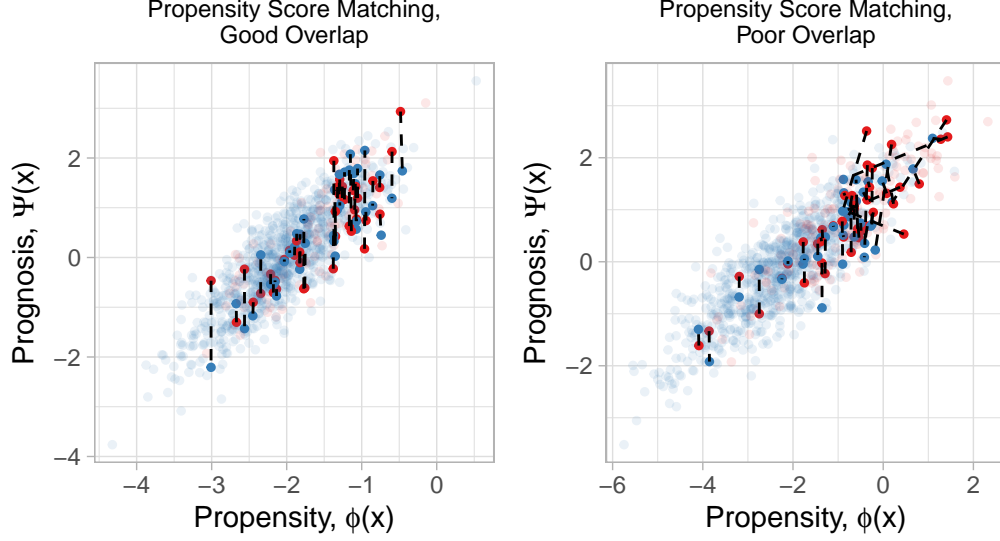 Propensity Score Matching,
Good Overlap
Prognosis, Ψ(x)
2
0
−2
−4
−4 −3 −2 −1 0
Propensity, ϕ(x)
Propensity Score Matching,
Poor Overlap
Prognosis, Ψ(x)
2
0
−2
−6 −4 −2 0 2
Propensity, ϕ(x)